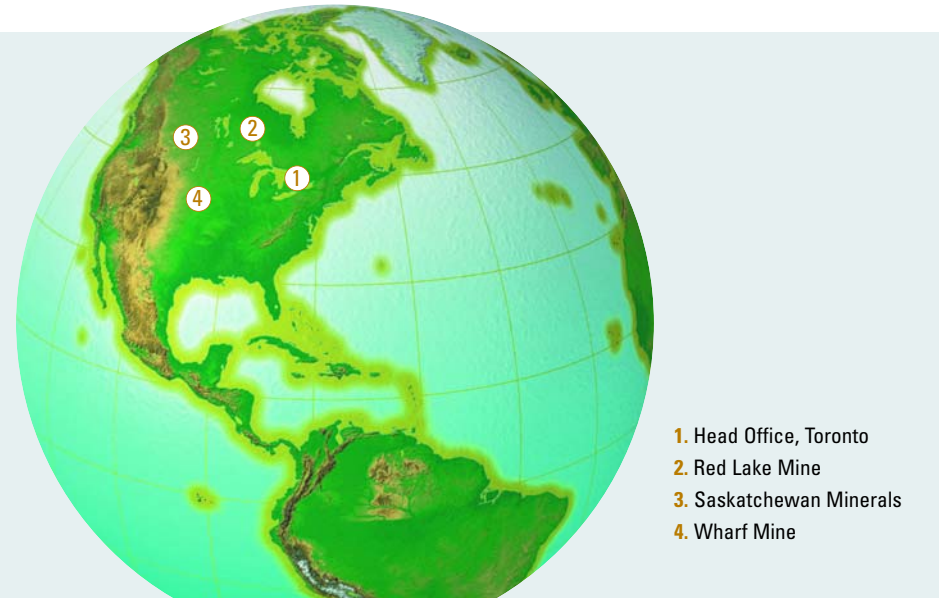 3
2
1
4
1. Head Office, Toronto
2. Red Lake Mine
3. Saskatchewan Minerals
4. Wharf Mine